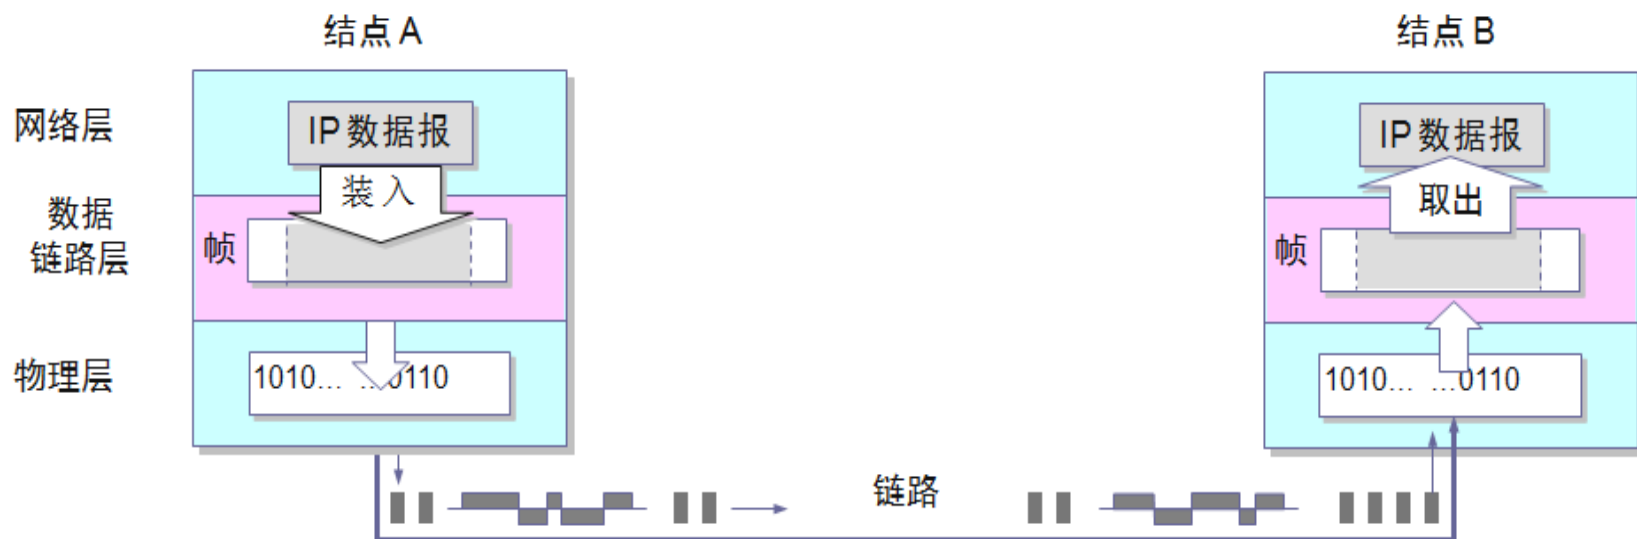 结点 A
结点 B
网络层
IP 数据报
IP 数据报
装入
取出
数据
链路层
帧
帧
物理层
1010... ...0110
1010... ...0110
链路